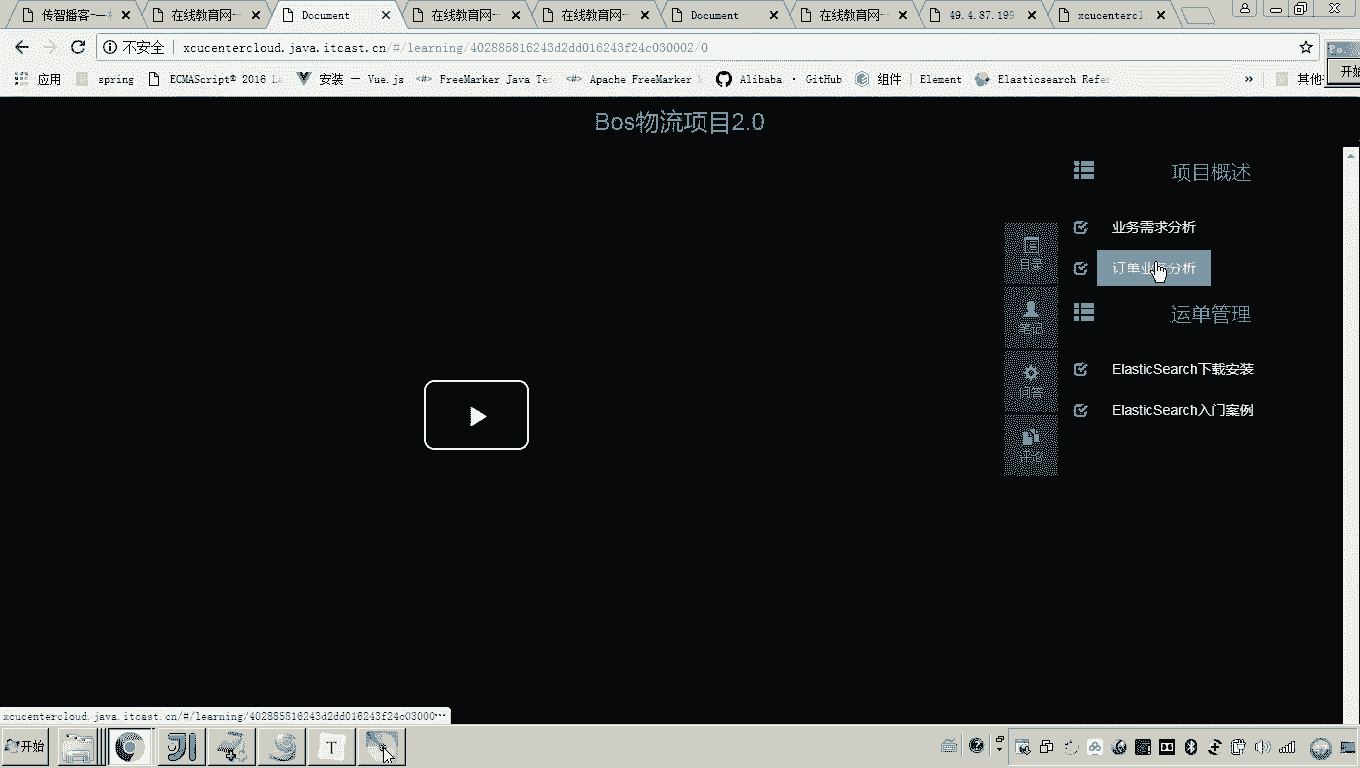 传智播客——
在线教育网—
Document
在线教育网—
在线教育网—
Document
在线教育网—
49.4.87.199
xcucentercl.
不安全
xcucentercloud.java.itcast.cn/#/learning/402885816243d2dd016243f24c030002/0
应用
spring
ECMAScript® 2016 L
安装 — Vue.js
FreeMarker Java Te
Apache FreeMarker
Alibaba · GitHub
组件 | Element
Elasticsearch Refer
»
其他
开始
Bos物流项目2.0
项目概述
业务需求分析
订单业务分析
运单管理
ElasticSearch下载安装
ElasticSearch入门案例
目录
笔记
问答
评价
xcucentercloud.java.itcast.cn/#/learning/402885816243d2dd016243f24c03000…
开始
T